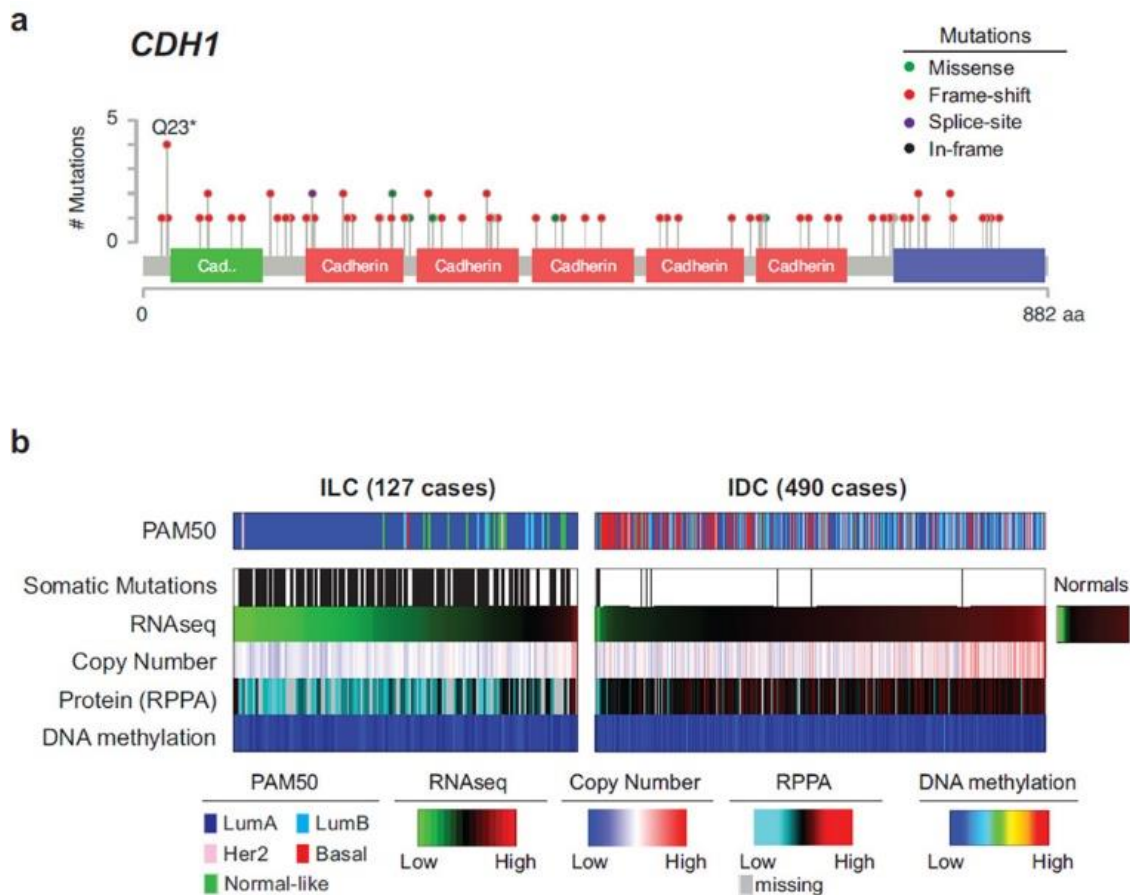 a
CDH1
Mutations
Missense
Frame-shift
Splice-site
In-frame
# Mutations
5
0
Q23*
Cad.. Cadherin Cadherin Cadherin Cadherin Cadherin
0 882 aa
b
ILC (127 cases) IDC (490 cases)
PAM50
Somatic Mutations
RNAseq
Copy Number
Protein (RPPA)
DNA methylation
Normals
PAM50 RNAseq Copy Number RPPA DNA methylation
LumA LumB
Her2 Basal
Normal-like
Low High Low High Low High Low High
missing